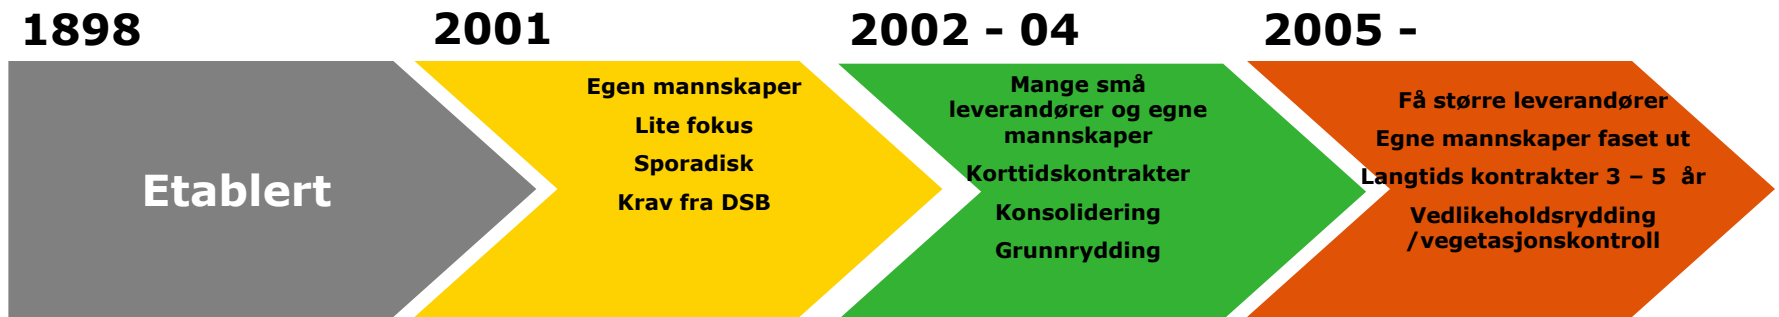 1898
Etablert
2001
Egen mannskaper
Lite fokus
Sporadisk
Krav fra DSB
2002 - 04
Mange små
leverandører og egne
mannskaper
Korttidskontrakter
Konsolidering
Grunnrydding
2005 -
Få større leverandører
Egne mannskaper faset ut
Langtids kontrakter 3 – 5 år
Vedlikeholdsrydding
/vegetasjonskontroll